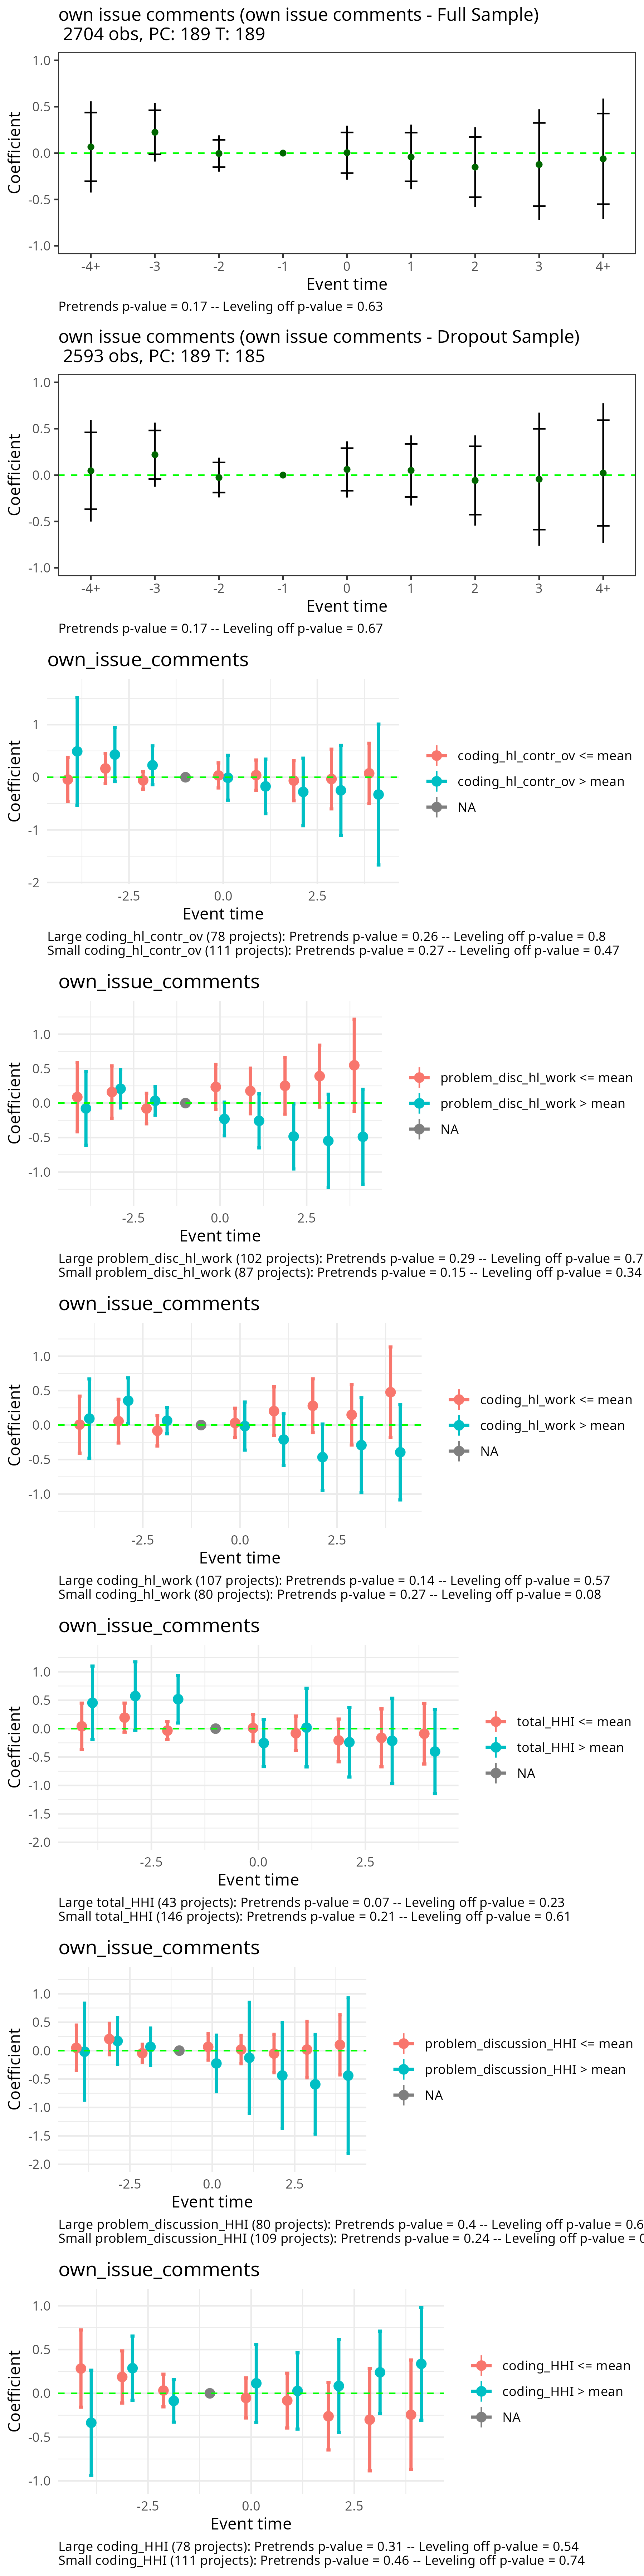 own issue comments (own issue comments - Full Sample)
2704 obs, PC: 189 T: 189
1.0
0.5
0.0
-0.5
-1.0
Coefficient
-4+ -3 -2 -1 0 1 2 3 4+
Event time
Pretrends p-value = 0.17 -- Leveling off p-value = 0.63
own issue comments (own issue comments - Dropout Sample)
2593 obs, PC: 189 T: 185
1.0
0.5
0.0
-0.5
-1.0
Coefficient
-4+ -3 -2 -1 0 1 2 3 4+
Event time
Pretrends p-value = 0.17 -- Leveling off p-value = 0.67
own_issue_comments
1
0
-1
-2
Coefficient
-2.5 0.0 2.5
Event time
coding_hl_contr_ov <= mean
coding_hl_contr_ov > mean
NA
Large coding_hl_contr_ov (78 projects): Pretrends p-value = 0.26 -- Leveling off p-value = 0.8
Small coding_hl_contr_ov (111 projects): Pretrends p-value = 0.27 -- Leveling off p-value = 0.47
own_issue_comments
1.0
0.5
0.0
-0.5
-1.0
Coefficient
-2.5 0.0 2.5
Event time
problem_disc_hl_work <= mean
problem_disc_hl_work > mean
NA
Large problem_disc_hl_work (102 projects): Pretrends p-value = 0.29 -- Leveling off p-value = 0.7
Small problem_disc_hl_work (87 projects): Pretrends p-value = 0.15 -- Leveling off p-value = 0.34
own_issue_comments
1.0
0.5
0.0
-0.5
-1.0
Coefficient
-2.5 0.0 2.5
Event time
coding_hl_work <= mean
coding_hl_work > mean
NA
Large coding_hl_work (107 projects): Pretrends p-value = 0.14 -- Leveling off p-value = 0.57
Small coding_hl_work (80 projects): Pretrends p-value = 0.27 -- Leveling off p-value = 0.08
own_issue_comments
1.0
0.5
0.0
-0.5
-1.0
-1.5
-2.0
Coefficient
-2.5 0.0 2.5
Event time
total_HHI <= mean
total_HHI > mean
NA
Large total_HHI (43 projects): Pretrends p-value = 0.07 -- Leveling off p-value = 0.23
Small total_HHI (146 projects): Pretrends p-value = 0.21 -- Leveling off p-value = 0.61
own_issue_comments
1.0
0.5
0.0
-0.5
-1.0
-1.5
-2.0
Coefficient
-2.5 0.0 2.5
Event time
problem_discussion_HHI <= mean
problem_discussion_HHI > mean
NA
Large problem_discussion_HHI (80 projects): Pretrends p-value = 0.4 -- Leveling off p-value = 0.6
Small problem_discussion_HHI (109 projects): Pretrends p-value = 0.24 -- Leveling off p-value =
own_issue_comments
1.0
0.5
0.0
-0.5
-1.0
Coefficient
-2.5 0.0 2.5
Event time
coding_HHI <= mean
coding_HHI > mean
NA
Large coding_HHI (78 projects): Pretrends p-value = 0.31 -- Leveling off p-value = 0.54
Small coding_HHI (111 projects): Pretrends p-value = 0.46 -- Leveling off p-value = 0.74